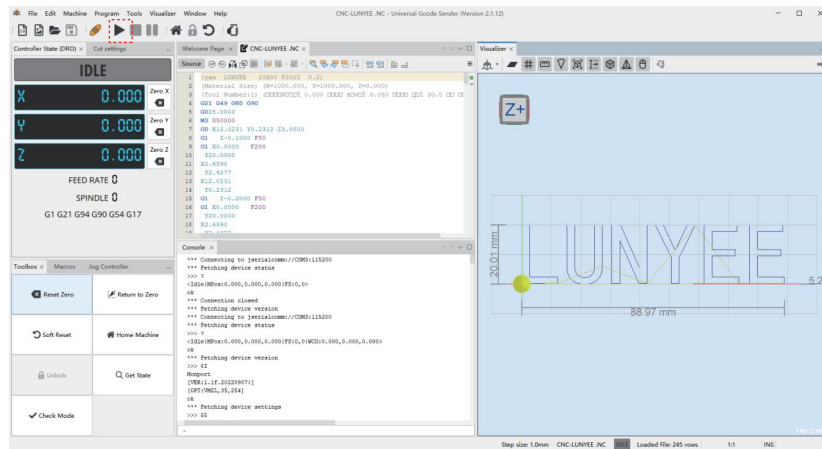 File Edit Machine Program Tools Visualizer Window Help
CNC-LUNYEE .NC - Universal Gcode Sender (Version 2.1.12)
Controller State (DRO) × Cut settings
Welcome Page × CNC-LUNYEE .NC ×
Visualizer ×
Source
IDLE
X 0.000 Zero X
Y 0.000 Zero Y
Z 0.000 Zero Z
FEED RATE 0
SPINDLE 0
G1 G21 G94 G90 G54 G17
1
2 (Material Size)
3 (Tool Number:1)
4 G21 G49 G80 G90
5 G0Z5.0000
6 M3 S50000
7 G0 X12.0231 Y0.2312 Z5.0000
8 G1 Z-0.1000 F50
9 G1 X0.0000 F200
10 Y20.0000
11 X2.6590
12 Y2.4277
13 X12.0231
14 Y0.2312
15 G1 Z-0.2000 F50
16 G1 X0.0000 F200
17 Y20.0000
18 X2.6590
Z+
20.01 mm
LUNYEE
88.97 mm
5.2
Toolbox × Macros Jog Controller
Reset Zero
Return to Zero
Soft Reset
Home Machine
Unlock
Get State
Check Mode
Console ×
*** Connecting to jserialcomm://COM3:115200
*** Fetching device status
>>> ?
<Idle|MPos:0.000,0.000,0.000|FS:0,0>
ok
*** Connection closed
*** Fetching device version
*** Connecting to jserialcomm://COM3:115200
*** Fetching device status
>>> ?
<Idle|MPos:0.000,0.000,0.000|FS:0,0|WCO:0.000,0.000,0.000>
ok
*** Fetching device version
>>> $I
[VER:1.1f.20220907:]
[OPT:VMZL,35,254]
ok
*** Fetching device settings
>>> $$
>
Step size: 1.0mm CNC-LUNYEE .NC IDLE Loaded File: 245 rows 1:1 INS